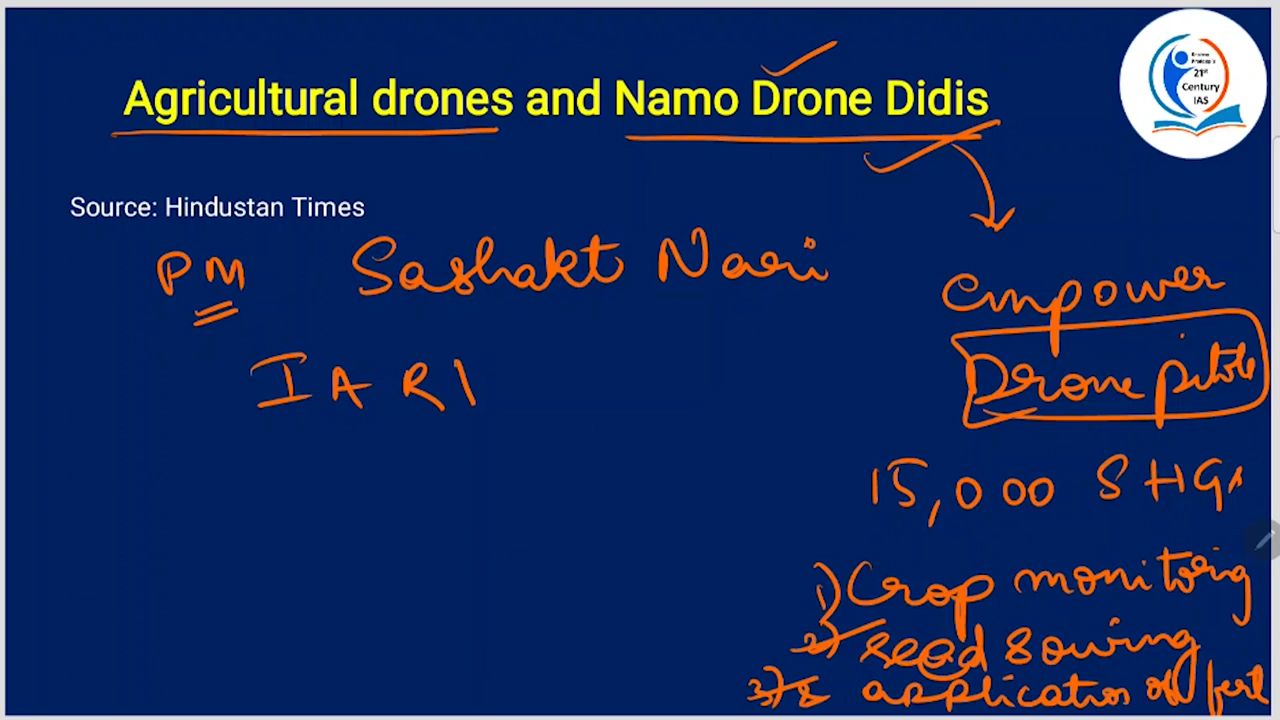 Agricultural drones and Namo Drone Didis
21st
Century
IAS
Source: Hindustan Times
PM Sashakt Nari
empower
IARI
Drone pilots
15,000 SHGs
1) Crop monitoring
2) seed sowing
3) application of fert